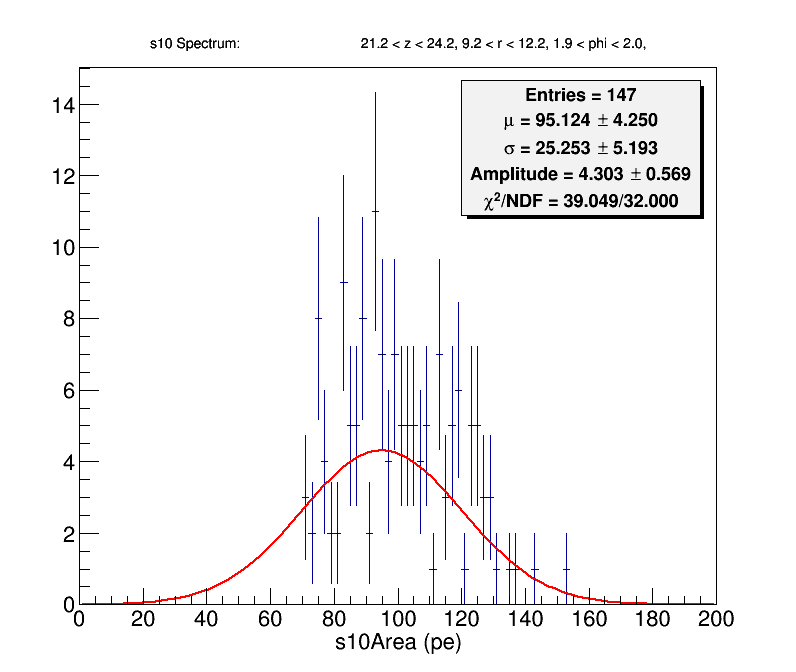 s10 Spectrum: 21.2 < z < 24.2, 9.2 < r < 12.2, 1.9 < phi < 2.0,
Entries = 147
μ = 95.124 ± 4.250
σ = 25.253 ± 5.193
Amplitude = 4.303 ± 0.569
χ²/NDF = 39.049/32.000
14
12
10
8
6
4
2
0
0 20 40 60 80 100 120 140 160 180 200
s10Area (pe)